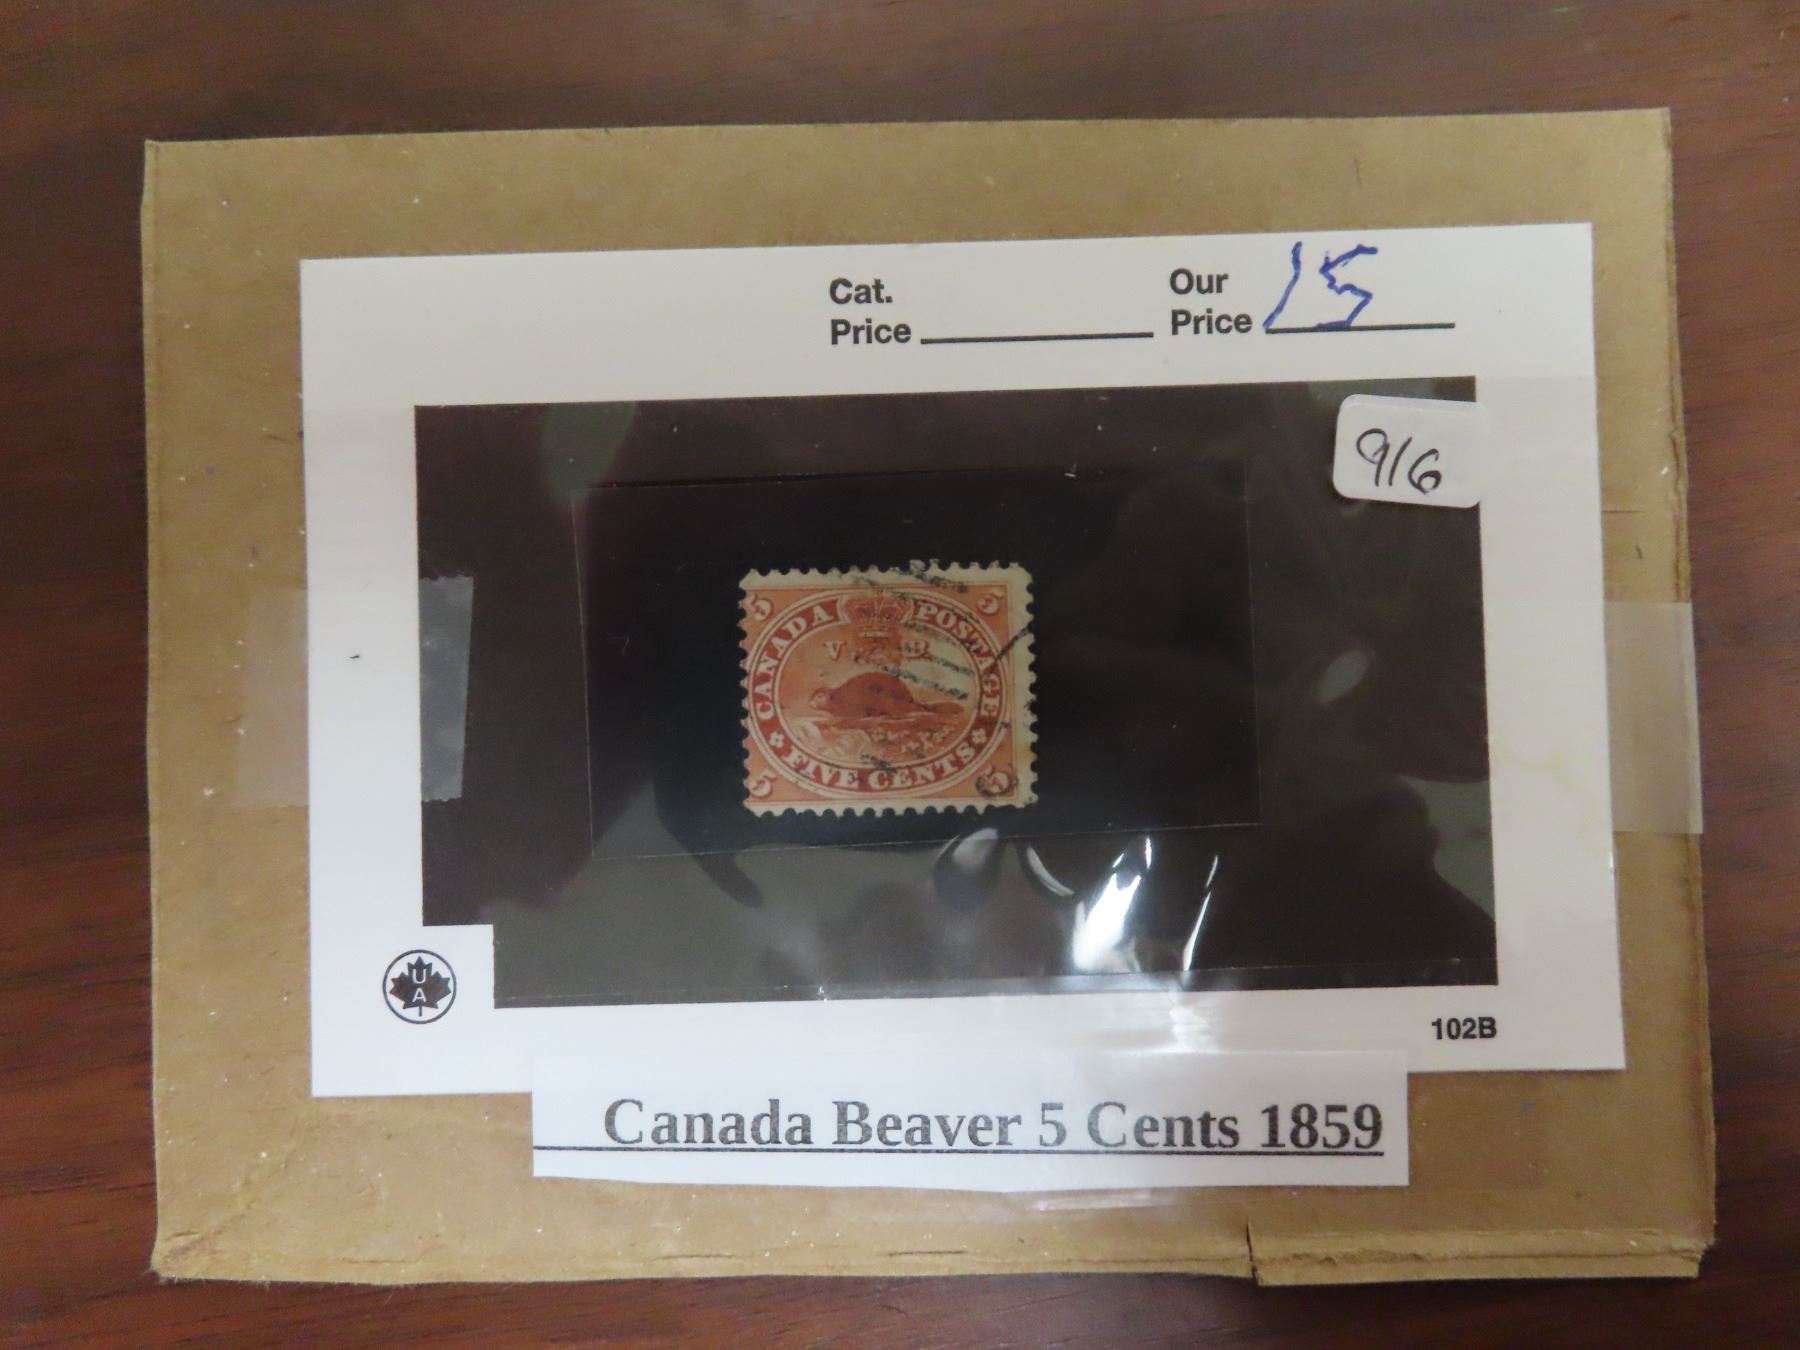 Cat.
Price
Our
Price 15
916
5 5
CANADA POSTAGE
V R
FIVE CENTS
5 5
U
A
102B
Canada Beaver 5 Cents 1859